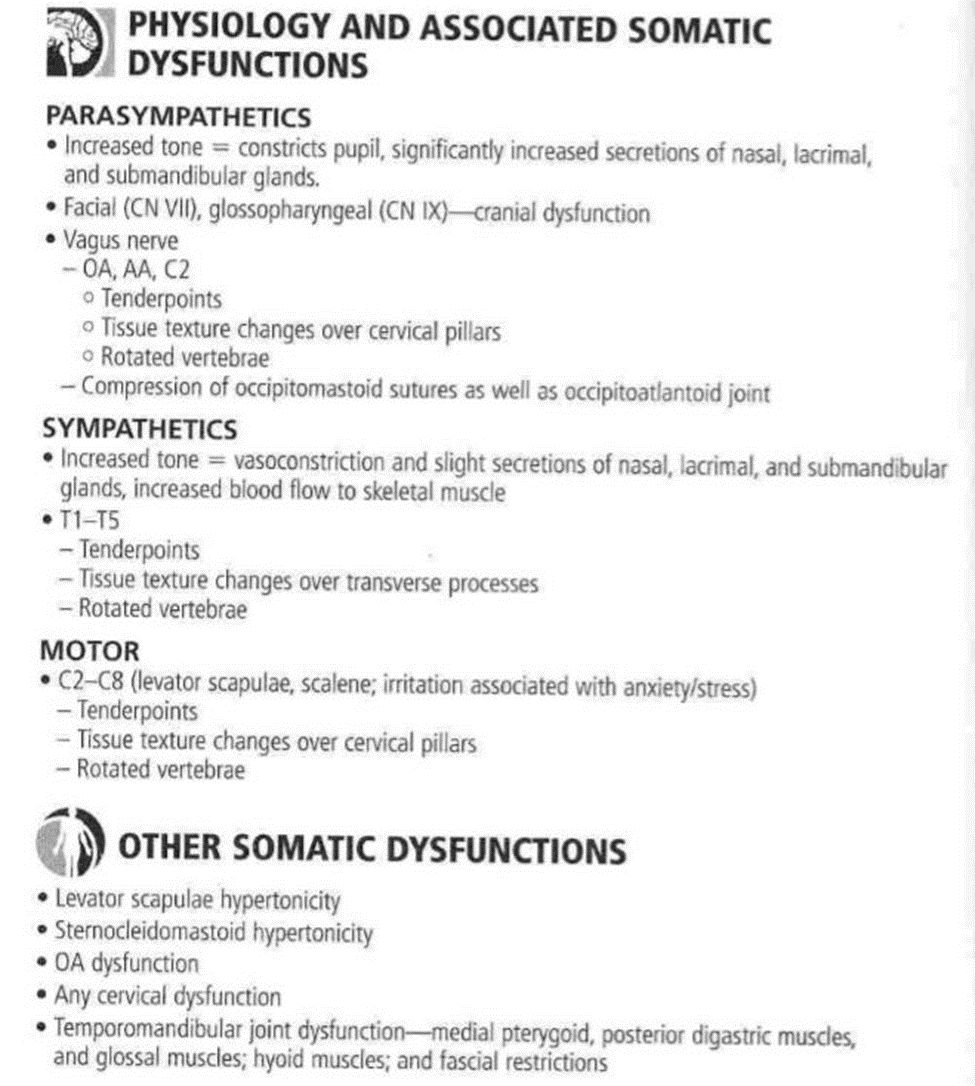 PHYSIOLOGY AND ASSOCIATED SOMATIC
DYSFUNCTIONS
PARASYMPATHETICS
• Increased tone = constricts pupil, significantly increased secretions of nasal, lacrimal,
and submandibular glands.
• Facial (CN VII), glossopharyngeal (CN IX)—cranial dysfunction
• Vagus nerve
– OA, AA, C2
○ Tenderpoints
○ Tissue texture changes over cervical pillars
○ Rotated vertebrae
– Compression of occipitomastoid sutures as well as occipitoatlantoid joint
SYMPATHETICS
• Increased tone = vasoconstriction and slight secretions of nasal, lacrimal, and submandibular
glands, increased blood flow to skeletal muscle
• T1–T5
– Tenderpoints
– Tissue texture changes over transverse processes
– Rotated vertebrae
MOTOR
• C2–C8 (levator scapulae, scalene; irritation associated with anxiety/stress)
– Tenderpoints
– Tissue texture changes over cervical pillars
– Rotated vertebrae
OTHER SOMATIC DYSFUNCTIONS
• Levator scapulae hypertonicity
• Sternocleidomastoid hypertonicity
• OA dysfunction
• Any cervical dysfunction
• Temporomandibular joint dysfunction—medial pterygoid, posterior digastric muscles,
and glossal muscles; hyoid muscles; and fascial restrictions